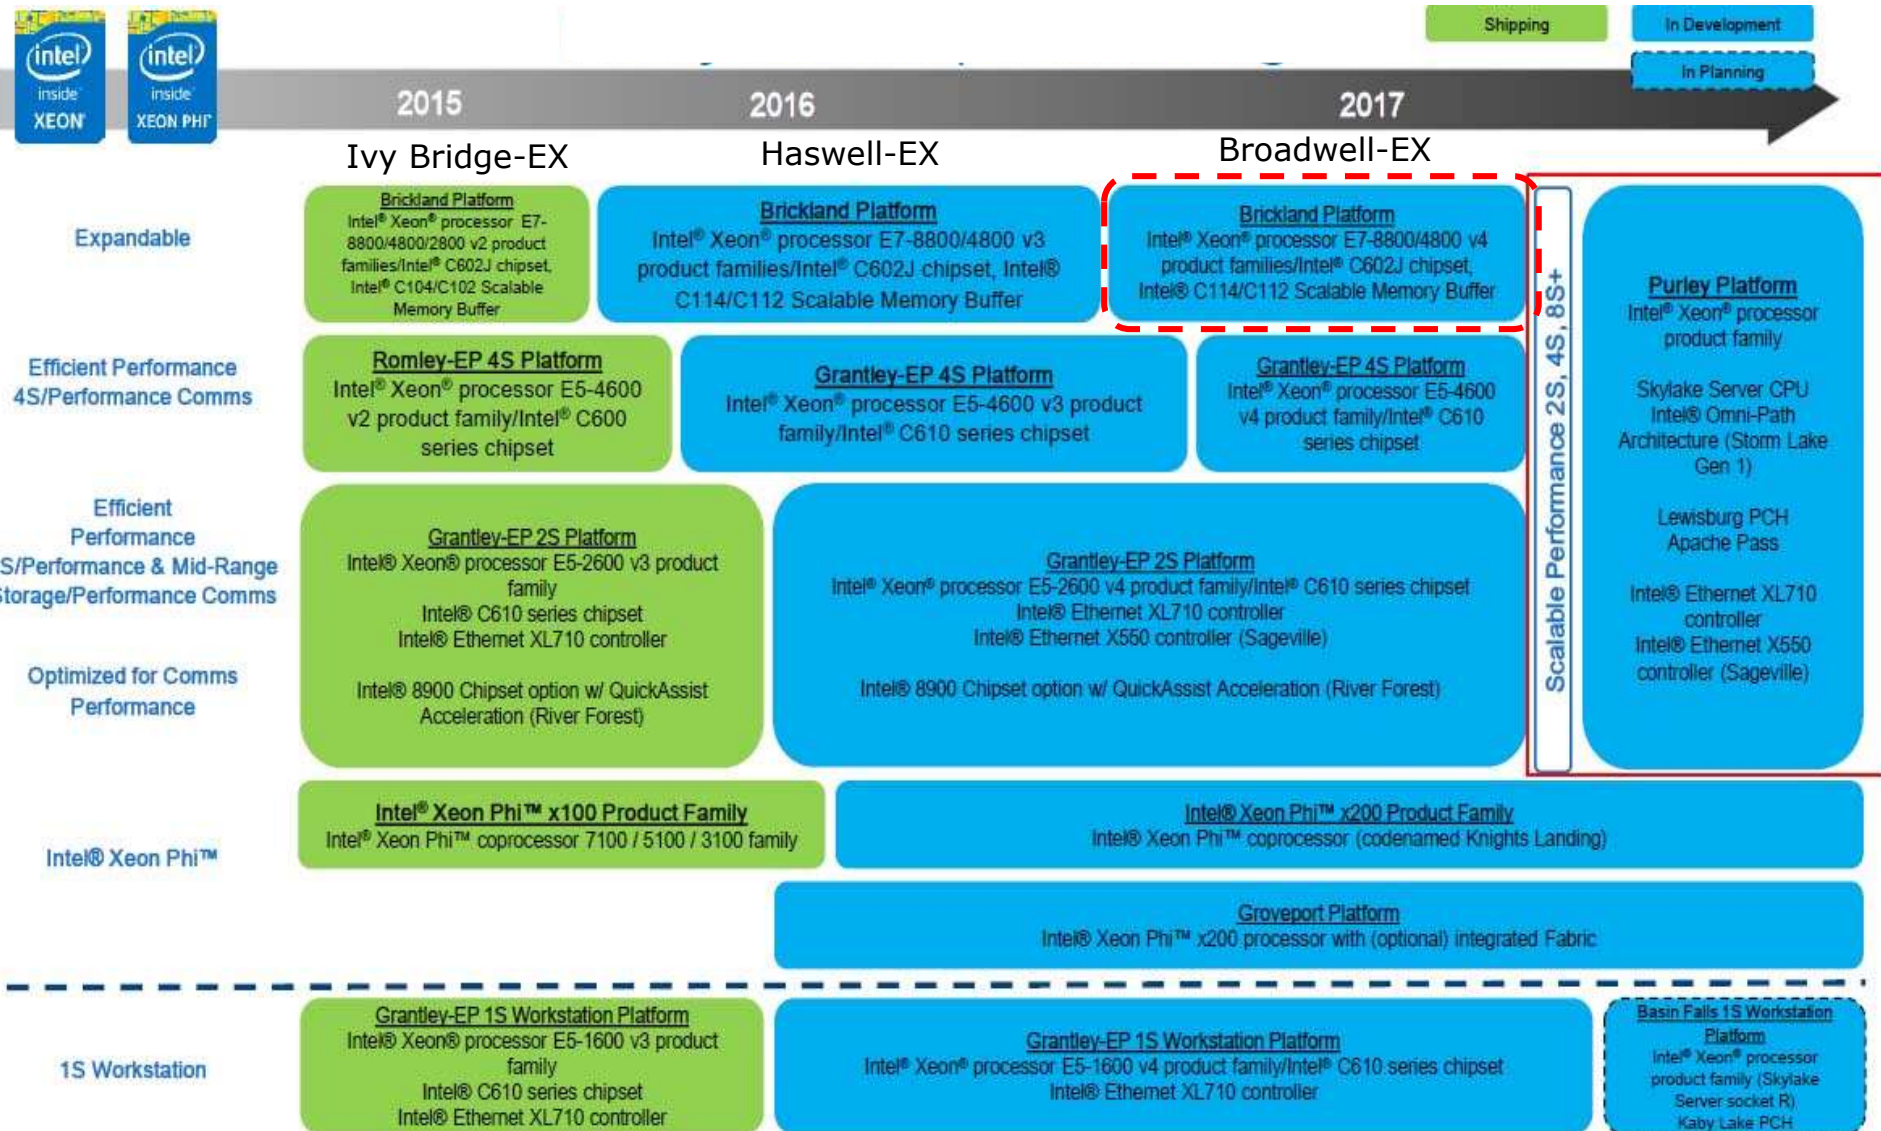 Shipping
In Development
In Planning
intel
inside
XEON
intel
inside
XEON PHI
2015
2016
2017
Ivy Bridge-EX
Haswell-EX
Broadwell-EX
Expandable
Brickland Platform
Intel® Xeon® processor E7-
8800/4800/2800 v2 product
families/Intel® C602J chipset,
Intel® C104/C102 Scalable
Memory Buffer
Brickland Platform
Intel® Xeon® processor E7-8800/4800 v3
product families/Intel® C602J chipset, Intel®
C114/C112 Scalable Memory Buffer
Brickland Platform
Intel® Xeon® processor E7-8800/4800 v4
product families/Intel® C602J chipset,
Intel® C114/C112 Scalable Memory Buffer
Scalable Performance 2S, 4S, 8S+
Purley Platform
Intel® Xeon® processor
product family
Skylake Server CPU
Intel® Omni-Path
Architecture (Storm Lake
Gen 1)
Lewisburg PCH
Apache Pass
Intel® Ethernet XL710
controller
Intel® Ethernet X550
controller (Sageville)
Efficient Performance
4S/Performance Comms
Romley-EP 4S Platform
Intel® Xeon® processor E5-4600
v2 product family/Intel® C600
series chipset
Grantley-EP 4S Platform
Intel® Xeon® processor E5-4600 v3 product
family/Intel® C610 series chipset
Grantley-EP 4S Platform
Intel® Xeon® processor E5-4600
v4 product family/Intel® C610
series chipset
Efficient
Performance
S/Performance & Mid-Range
Storage/Performance Comms
Optimized for Comms
Performance
Grantley-EP 2S Platform
Intel® Xeon® processor E5-2600 v3 product
family
Intel® C610 series chipset
Intel® Ethernet XL710 controller
Intel® 8900 Chipset option w/ QuickAssist
Acceleration (River Forest)
Grantley-EP 2S Platform
Intel® Xeon® processor E5-2600 v4 product family/Intel® C610 series chipset
Intel® Ethernet XL710 controller
Intel® Ethernet X550 controller (Sageville)
Intel® 8900 Chipset option w/ QuickAssist Acceleration (River Forest)
Intel® Xeon Phi™
Intel® Xeon Phi™ x100 Product Family
Intel® Xeon Phi™ coprocessor 7100 / 5100 / 3100 family
Intel® Xeon Phi™ x200 Product Family
Intel® Xeon Phi™ coprocessor (codenamed Knights Landing)
Groveport Platform
Intel® Xeon Phi™ x200 processor with (optional) integrated Fabric
1S Workstation
Grantley-EP 1S Workstation Platform
Intel® Xeon® processor E5-1600 v3 product
family
Intel® C610 series chipset
Intel® Ethernet XL710 controller
Grantley-EP 1S Workstation Platform
Intel® Xeon® processor E5-1600 v4 product family/Intel® C610 series chipset
Intel® Ethernet XL710 controller
Basin Falls 1S Workstation
Platform
Intel® Xeon® processor
product family (Skylake
Server socket R)
Kaby Lake PCH